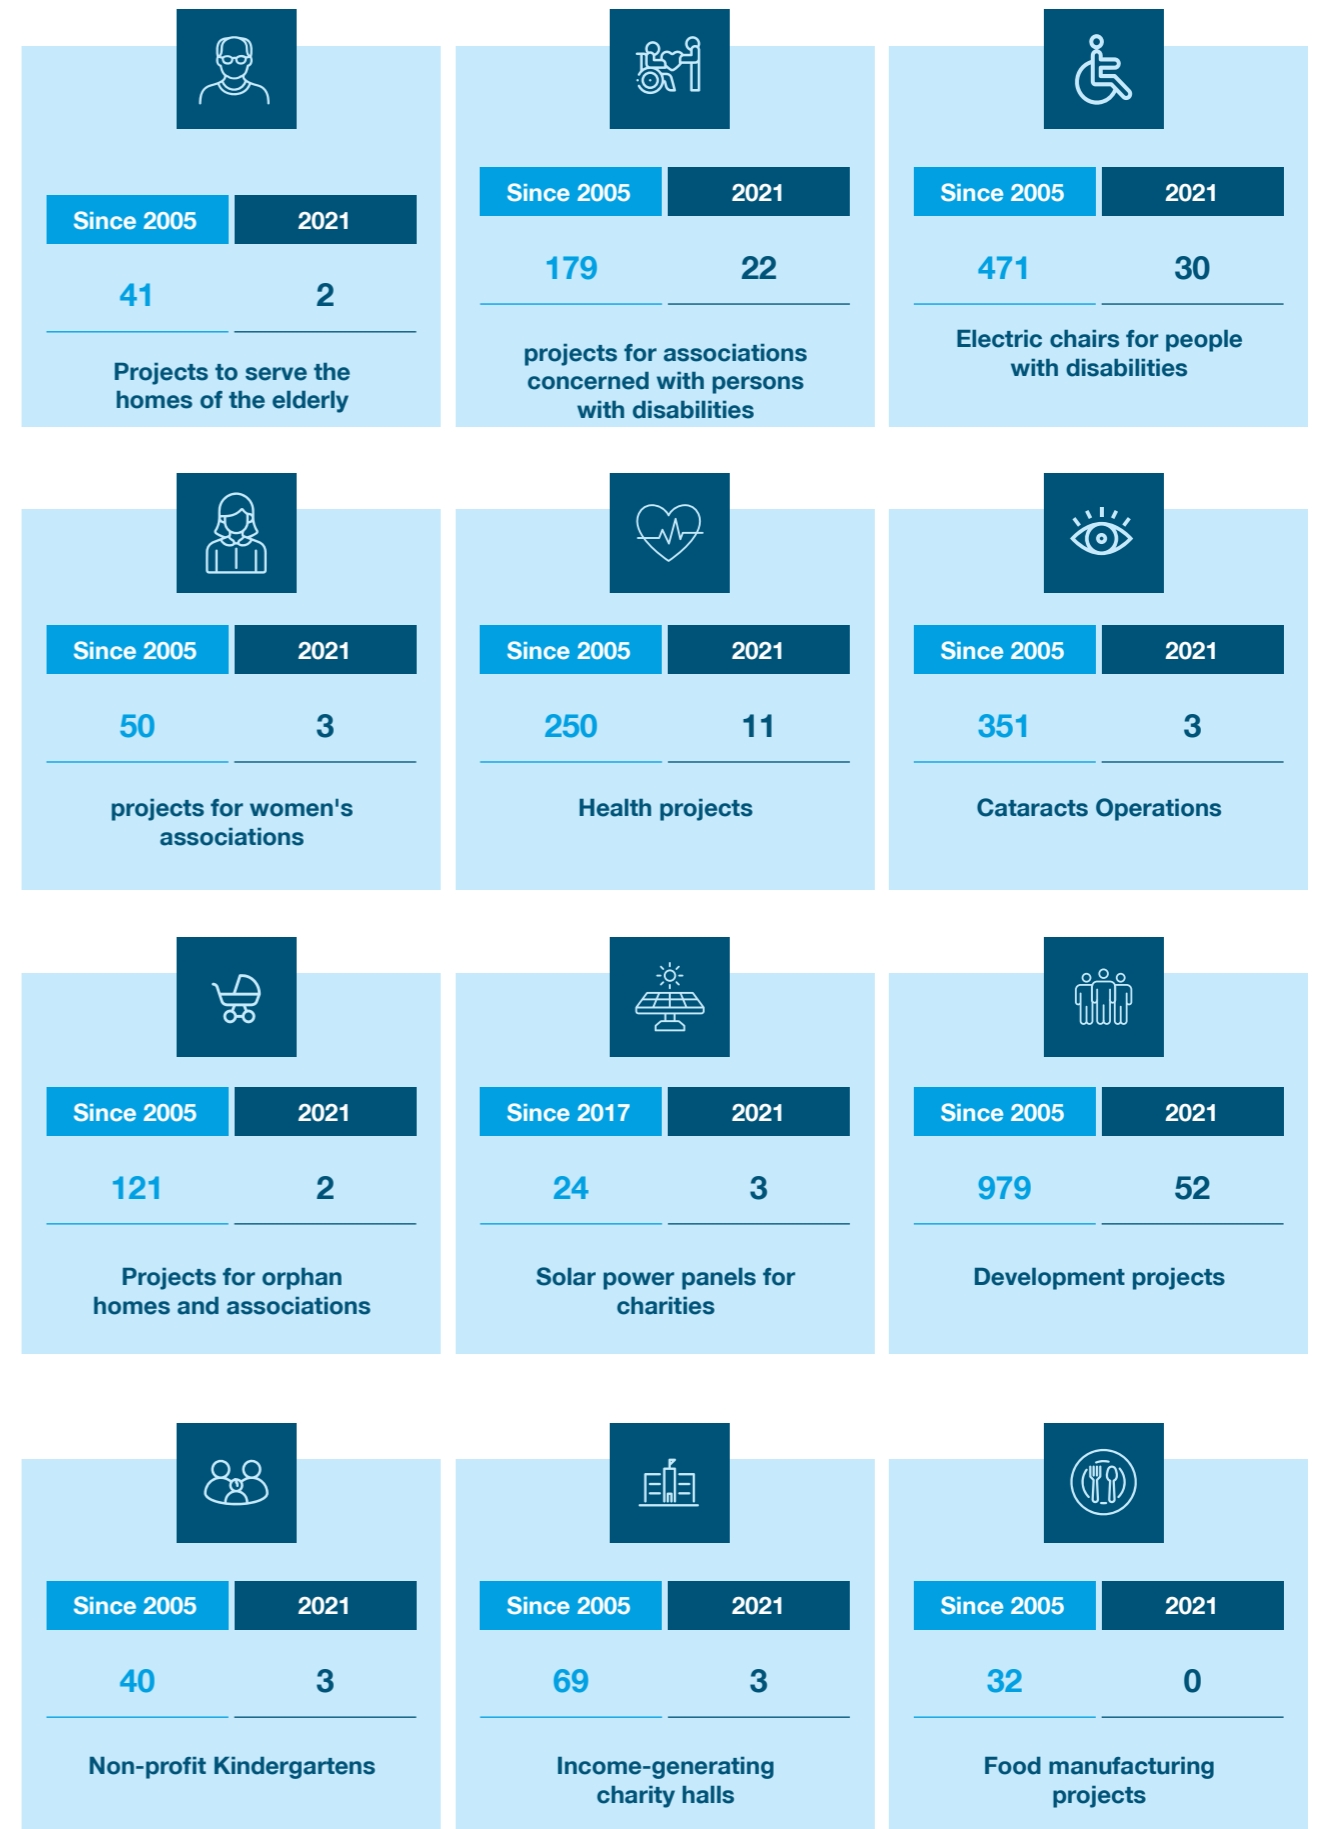 Since 2005 2021
41 2
Projects to serve the
homes of the elderly
Since 2005 2021
179 22
projects for associations
concerned with persons
with disabilities
Since 2005 2021
471 30
Electric chairs for people
with disabilities
Since 2005 2021
50 3
projects for women's
associations
Since 2005 2021
250 11
Health projects
Since 2005 2021
351 3
Cataracts Operations
Since 2005 2021
121 2
Projects for orphan
homes and associations
Since 2017 2021
24 3
Solar power panels for
charities
Since 2005 2021
979 52
Development projects
Since 2005 2021
40 3
Non-profit Kindergartens
Since 2005 2021
69 3
Income-generating
charity halls
Since 2005 2021
32 0
Food manufacturing
projects